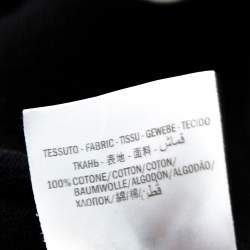 TESSUTO - FABRIC - TISSU - GEWEBE - TECIDO
ТКАНЬ - 表地 - 面料 - قماش
100% COTONE/COTTON/COTON/
BAUMWOLLE/ALGODÓN/ALGODÃO/
ХЛОПОК/綿/棉/قطن